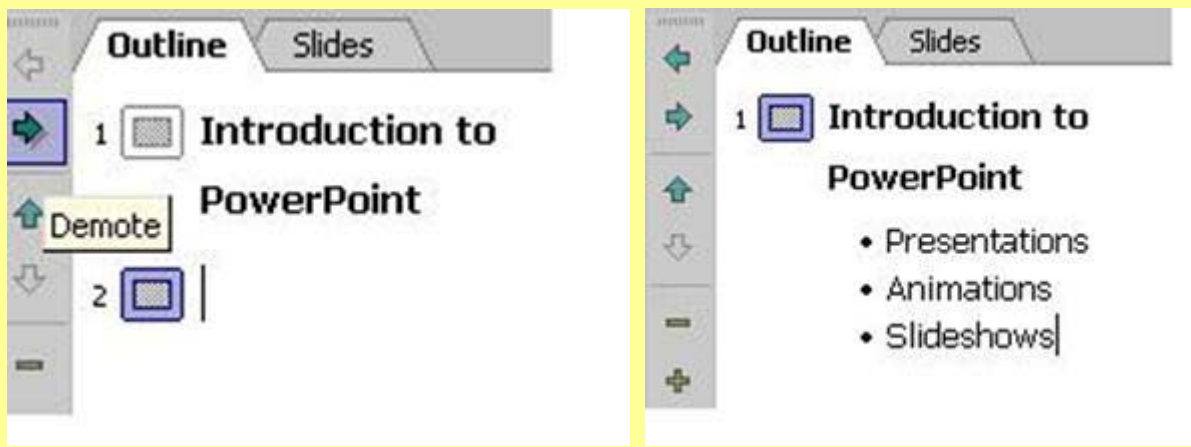 Outline Slides
1 Introduction to
PowerPoint
Demote
2
Outline Slides
1 Introduction to
PowerPoint
• Presentations
• Animations
• Slideshows